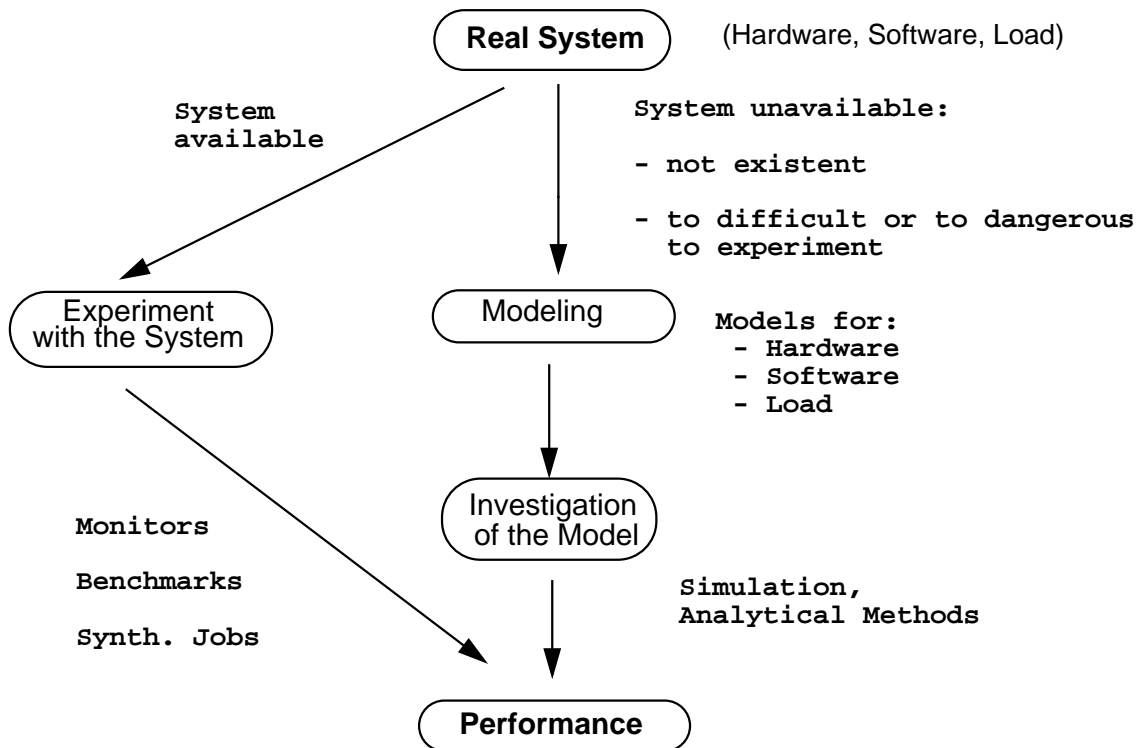 Real System
(Hardware, Software, Load)
System
available
System unavailable:
- not existent
- to difficult or to dangerous
to experiment
Experiment
with the System
Modeling
Models for:
- Hardware
- Software
- Load
Investigation
of the Model
Monitors
Benchmarks
Synth. Jobs
Simulation,
Analytical Methods
Performance